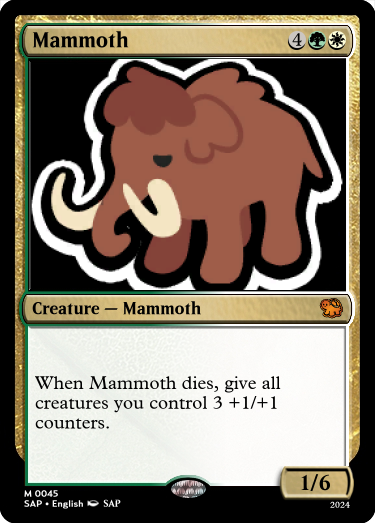 Mammoth 4
Creature — Mammoth
When Mammoth dies, give all
creatures you control 3 +1/+1
counters.
1/6
M 0045
SAP • English SAP
2024